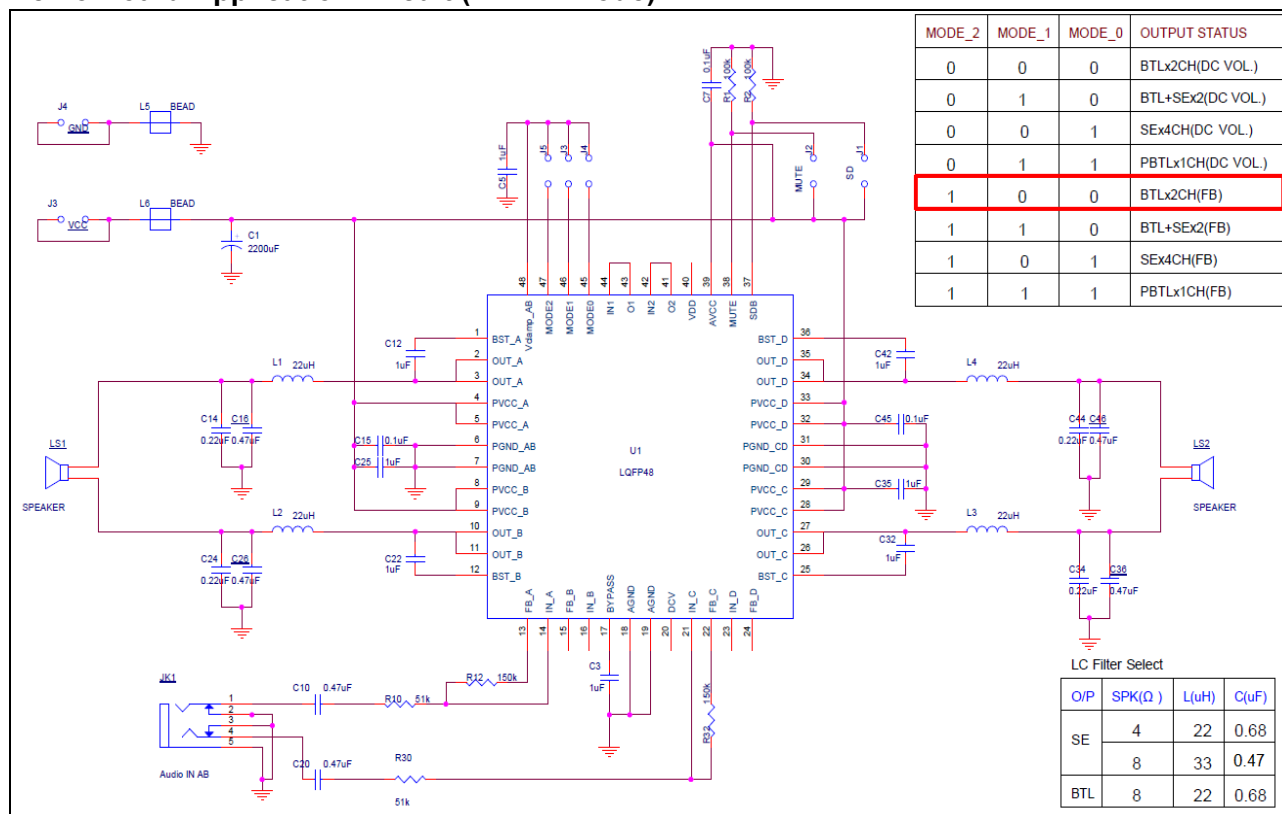 MODE_2 MODE_1 MODE_0 OUTPUT STATUS
0 0 0 BTLx2CH(DC VOL.)
0 1 0 BTL+SEx2(DC VOL.)
0 0 1 SEx4CH(DC VOL.)
0 1 1 PBTLx1CH(DC VOL.)
1 0 0 BTLx2CH(FB)
1 1 0 BTL+SEx2(FB)
1 0 1 SEx4CH(FB)
1 1 1 PBTLx1CH(FB)
J4
GND
L5 BEAD
J3
VCC
L6 BEAD
C1
2200uF
C5 1uF
J5
J3
J4
C7 0.1uF
R1 100k
R2 100k
J2
MUTE
J1
SD
48 47 46 45 44 43 42 41 40 39 38 37
Vclamp_AB MODE2 MODE1 MODE0 IN1 O1 IN2 O2 VDD AVCC MUTE SDB
1 BST_A
2 OUT_A
3 OUT_A
4 PVCC_A
5 PVCC_A
6 PGND_AB
7 PGND_AB
8 PVCC_B
9 PVCC_B
10 OUT_B
11 OUT_B
12 BST_B
U1
LQFP48
BST_D 36
OUT_D 35
OUT_D 34
PVCC_D 33
PVCC_D 32
PGND_CD 31
PGND_CD 30
PVCC_C 29
PVCC_C 28
OUT_C 27
OUT_C 26
BST_C 25
FB_A IN_A FB_B IN_B BYPASS AGND AGND DCV IN_C FB_C IN_D FB_D
13 14 15 16 17 18 19 20 21 22 23 24
C12
1uF
L1 22uH
C14
0.22uF
C16
0.47uF
C15 0.1uF
C25 1uF
LS1
SPEAKER
L2 22uH
C24
0.22uF
C26
0.47uF
C22
1uF
C42
1uF
L4 22uH
C44
0.22uF
C46
0.47uF
C45 0.1uF
C35 1uF
LS2
SPEAKER
L3 22uH
C32
1uF
C34
0.22uF
C36
0.47uF
C3
1uF
R12 150k
R32 150k
JK1
1
2
3
4
5
Audio IN AB
C10 0.47uF
R10 51k
C20 0.47uF
R30
51k
LC Filter Select
O/P SPK(Ω) L(uH) C(uF)
SE 4 22 0.68
8 33 0.47
BTL 8 22 0.68